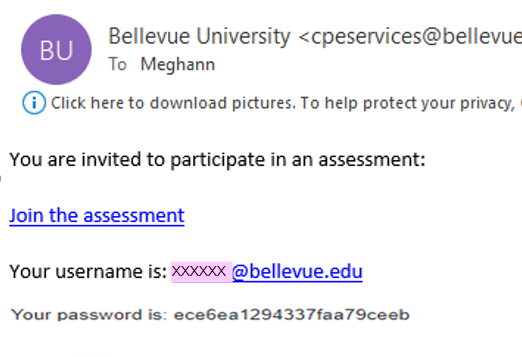 BU
Bellevue University <cpeservices@bellevue
To Meghann
Click here to download pictures. To help protect your privacy,
You are invited to participate in an assessment:
Join the assessment
Your username is: XXXXXX @bellevue.edu
Your password is: ece6ea1294337faa79ceeb